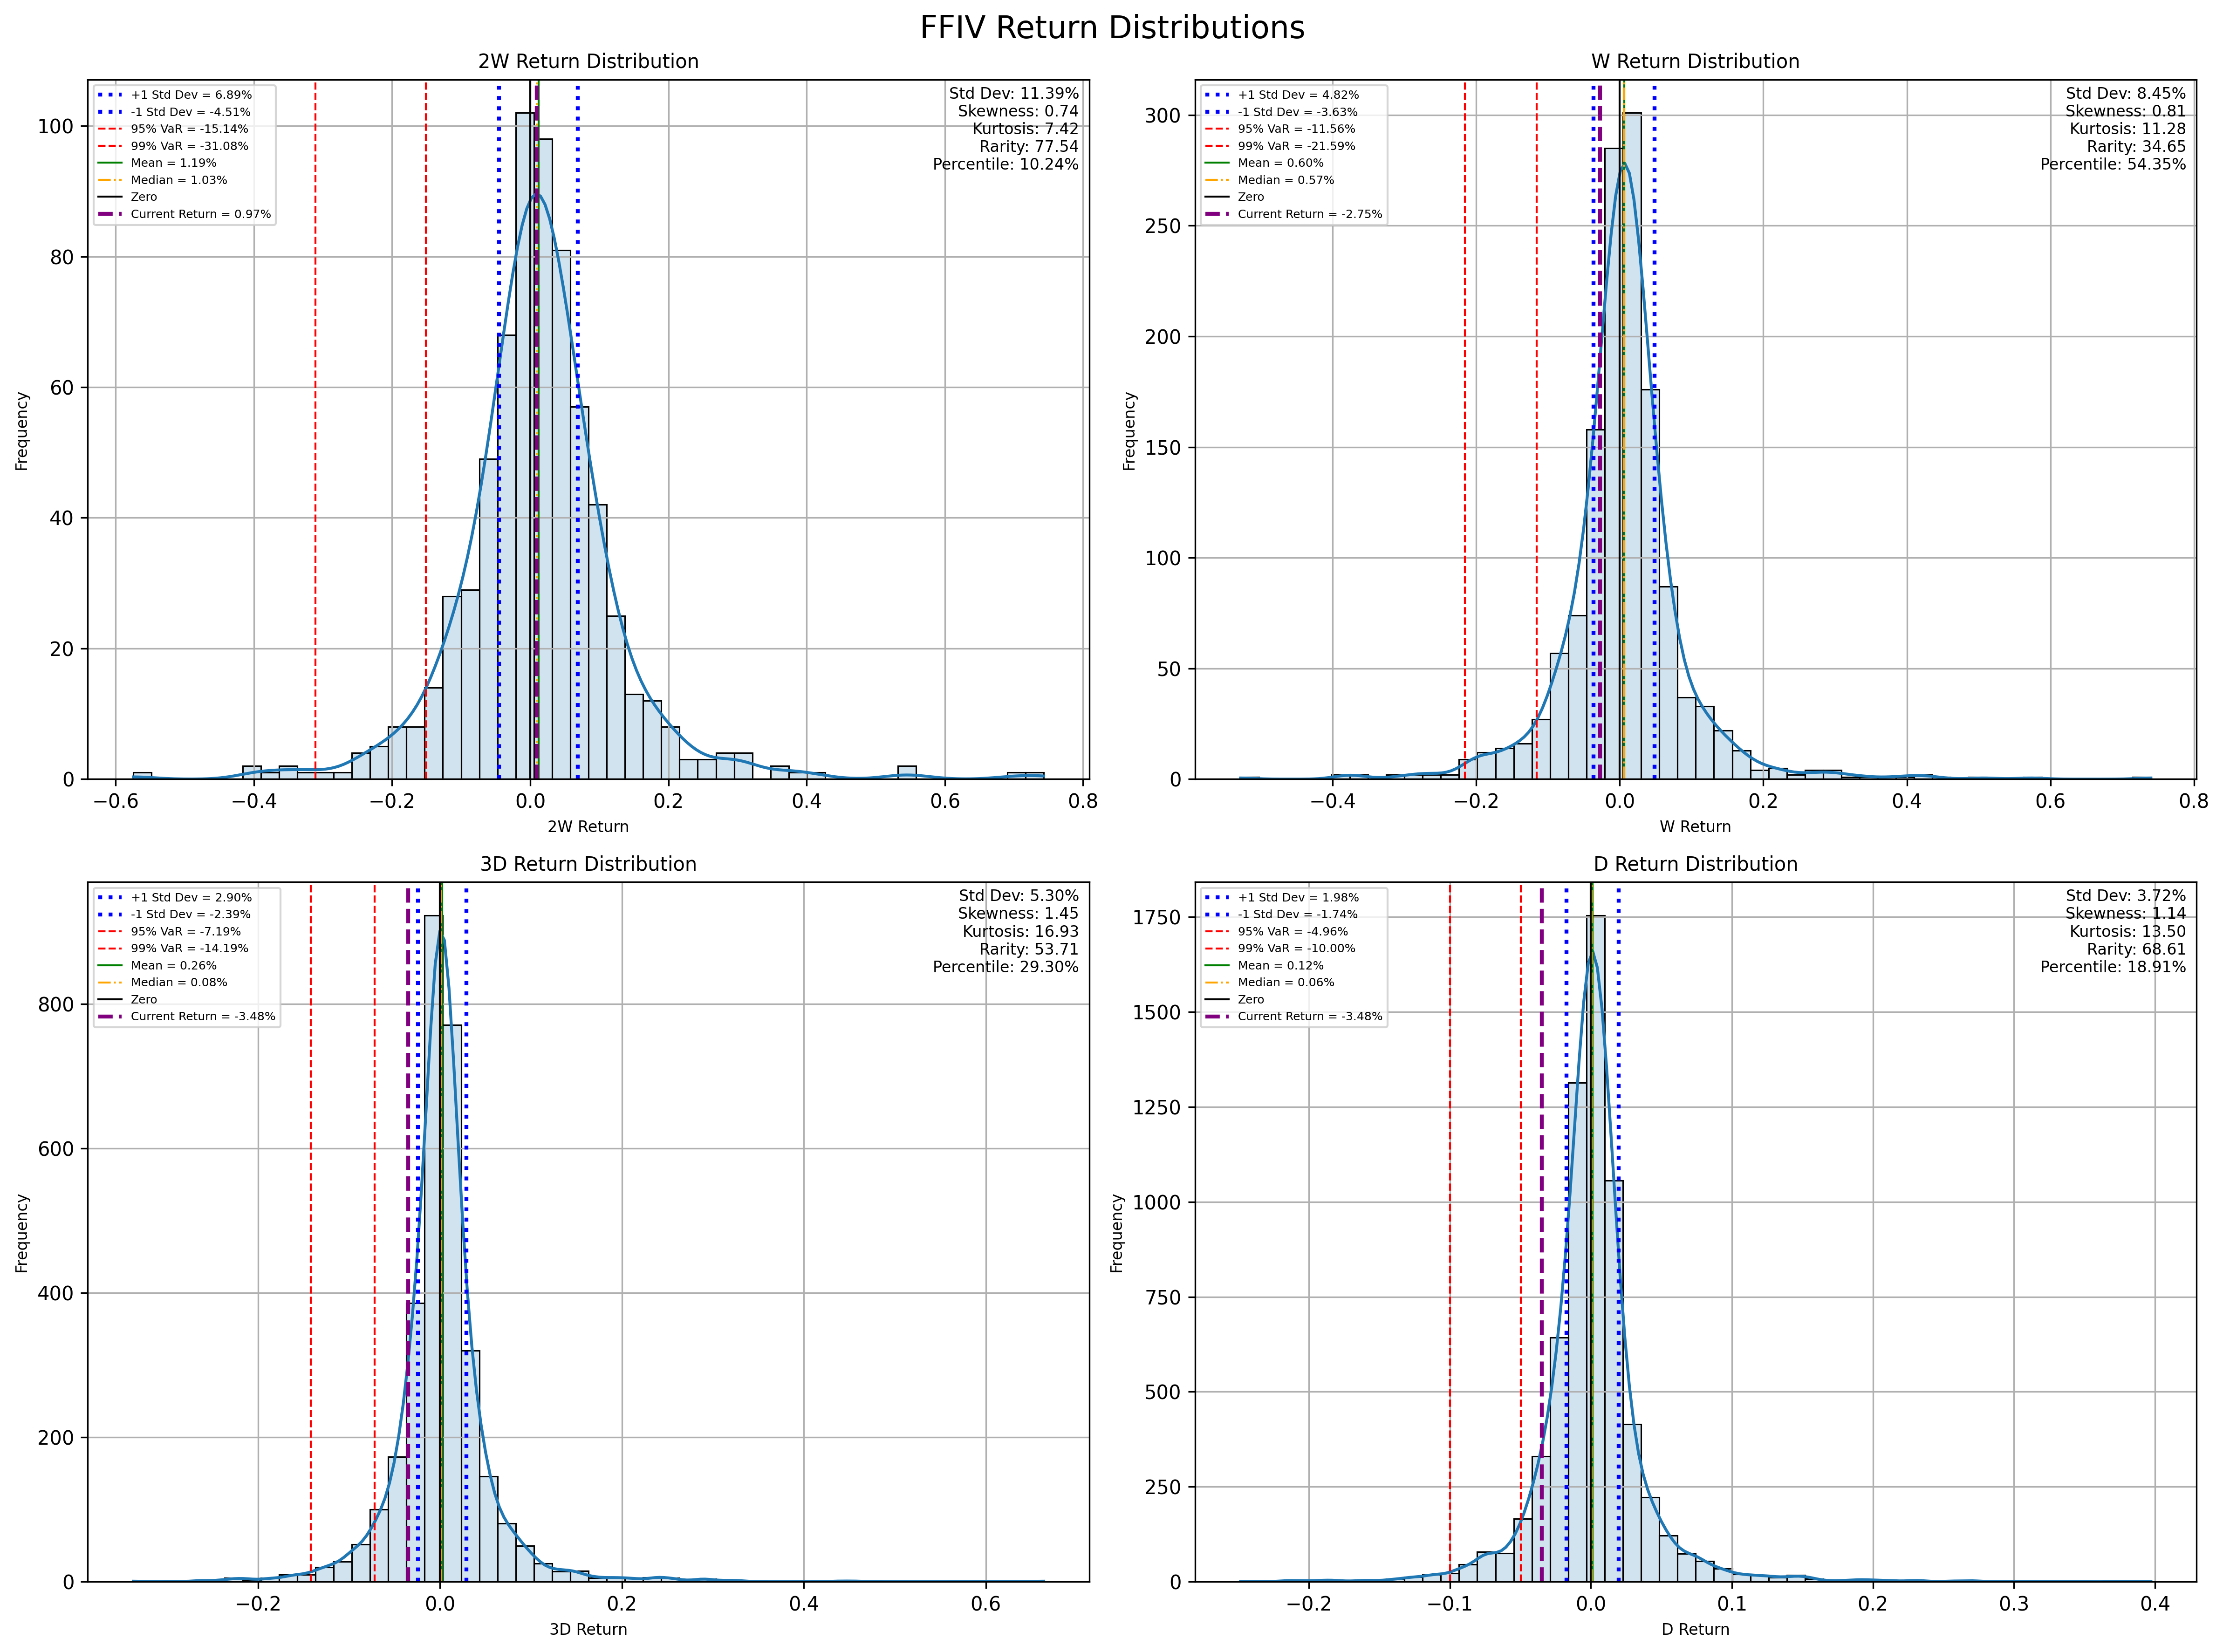 FFIV Return Distributions
2W Return Distribution
+1 Std Dev = 6.89%
-1 Std Dev = -4.51%
95% VaR = -15.14%
99% VaR = -31.08%
Mean = 1.19%
Median = 1.03%
Zero
Current Return = 0.97%
Std Dev: 11.39%
Skewness: 0.74
Kurtosis: 7.42
Rarity: 77.54
Percentile: 10.24%
100
80
60
40
20
0
Frequency
−0.6 −0.4 −0.2 0.0 0.2 0.4 0.6 0.8
2W Return
W Return Distribution
+1 Std Dev = 4.82%
-1 Std Dev = -3.63%
95% VaR = -11.56%
99% VaR = -21.59%
Mean = 0.60%
Median = 0.57%
Zero
Current Return = -2.75%
Std Dev: 8.45%
Skewness: 0.81
Kurtosis: 11.28
Rarity: 34.65
Percentile: 54.35%
300
250
200
150
100
50
0
Frequency
−0.4 −0.2 0.0 0.2 0.4 0.6 0.8
W Return
3D Return Distribution
+1 Std Dev = 2.90%
-1 Std Dev = -2.39%
95% VaR = -7.19%
99% VaR = -14.19%
Mean = 0.26%
Median = 0.08%
Zero
Current Return = -3.48%
Std Dev: 5.30%
Skewness: 1.45
Kurtosis: 16.93
Rarity: 53.71
Percentile: 29.30%
800
600
400
200
0
Frequency
−0.2 0.0 0.2 0.4 0.6
3D Return
D Return Distribution
+1 Std Dev = 1.98%
-1 Std Dev = -1.74%
95% VaR = -4.96%
99% VaR = -10.00%
Mean = 0.12%
Median = 0.06%
Zero
Current Return = -3.48%
Std Dev: 3.72%
Skewness: 1.14
Kurtosis: 13.50
Rarity: 68.61
Percentile: 18.91%
1750
1500
1250
1000
750
500
250
0
Frequency
−0.2 −0.1 0.0 0.1 0.2 0.3 0.4
D Return